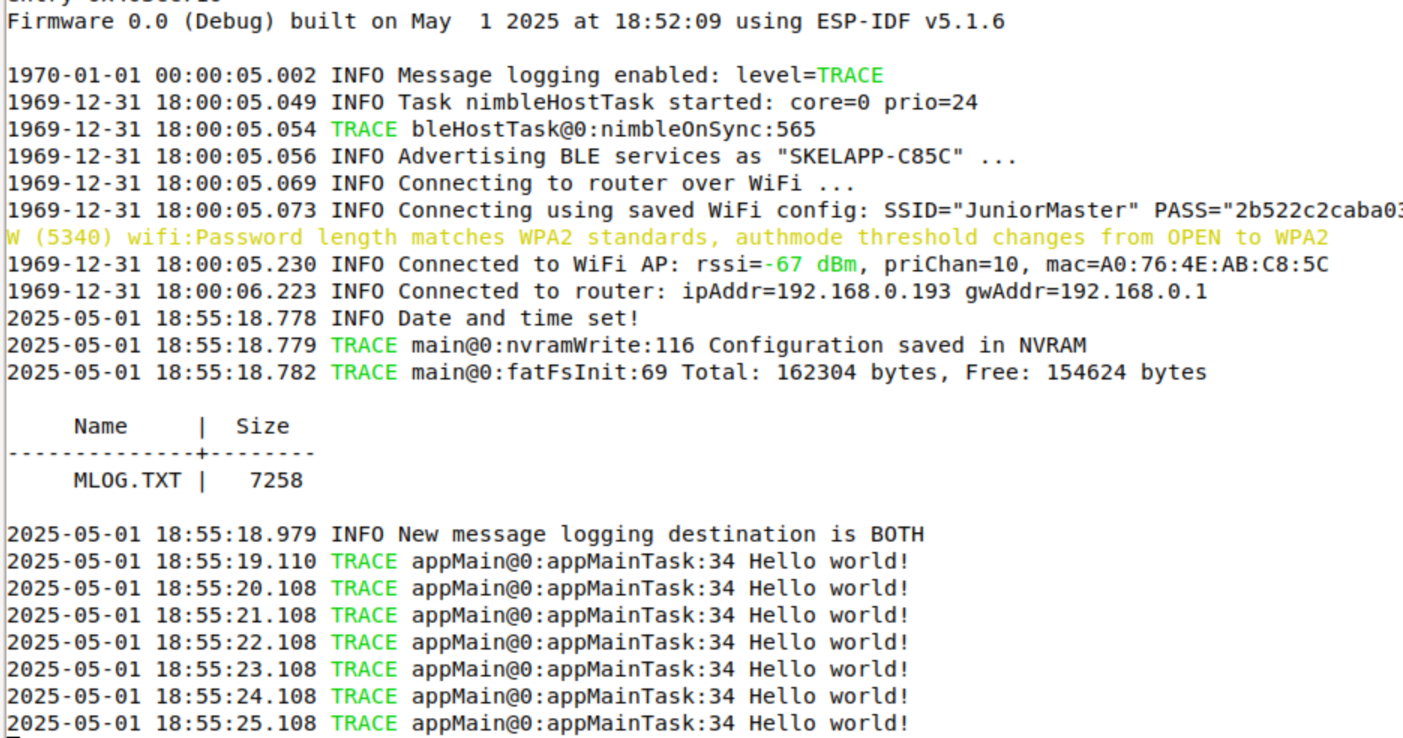 Firmware 0.0 (Debug) built on May  1 2025 at 18:52:09 using ESP-IDF v5.1.6
1970-01-01 00:00:05.002 INFO Message logging enabled: level=TRACE
1969-12-31 18:00:05.049 INFO Task nimbleHostTask started: core=0 prio=24
1969-12-31 18:00:05.054 TRACE bleHostTask@0:nimbleOnSync:565
1969-12-31 18:00:05.056 INFO Advertising BLE services as "SKELAPP-C85C" ...
1969-12-31 18:00:05.069 INFO Connecting to router over WiFi ...
1969-12-31 18:00:05.073 INFO Connecting using saved WiFi config: SSID="JuniorMaster" PASS="2b522c2caba03
W (5340) wifi:Password length matches WPA2 standards, authmode threshold changes from OPEN to WPA2
1969-12-31 18:00:05.230 INFO Connected to WiFi AP: rssi=-67 dBm, priChan=10, mac=A0:76:4E:AB:C8:5C
1969-12-31 18:00:06.223 INFO Connected to router: ipAddr=192.168.0.193 gwAddr=192.168.0.1
2025-05-01 18:55:18.778 INFO Date and time set!
2025-05-01 18:55:18.779 TRACE main@0:nvramWrite:116 Configuration saved in NVRAM
2025-05-01 18:55:18.782 TRACE main@0:fatFsInit:69 Total: 162304 bytes, Free: 154624 bytes
     Name     |  Size
--------------+--------
     MLOG.TXT |   7258
2025-05-01 18:55:18.979 INFO New message logging destination is BOTH
2025-05-01 18:55:19.110 TRACE appMain@0:appMainTask:34 Hello world!
2025-05-01 18:55:20.108 TRACE appMain@0:appMainTask:34 Hello world!
2025-05-01 18:55:21.108 TRACE appMain@0:appMainTask:34 Hello world!
2025-05-01 18:55:22.108 TRACE appMain@0:appMainTask:34 Hello world!
2025-05-01 18:55:23.108 TRACE appMain@0:appMainTask:34 Hello world!
2025-05-01 18:55:24.108 TRACE appMain@0:appMainTask:34 Hello world!
2025-05-01 18:55:25.108 TRACE appMain@0:appMainTask:34 Hello world!